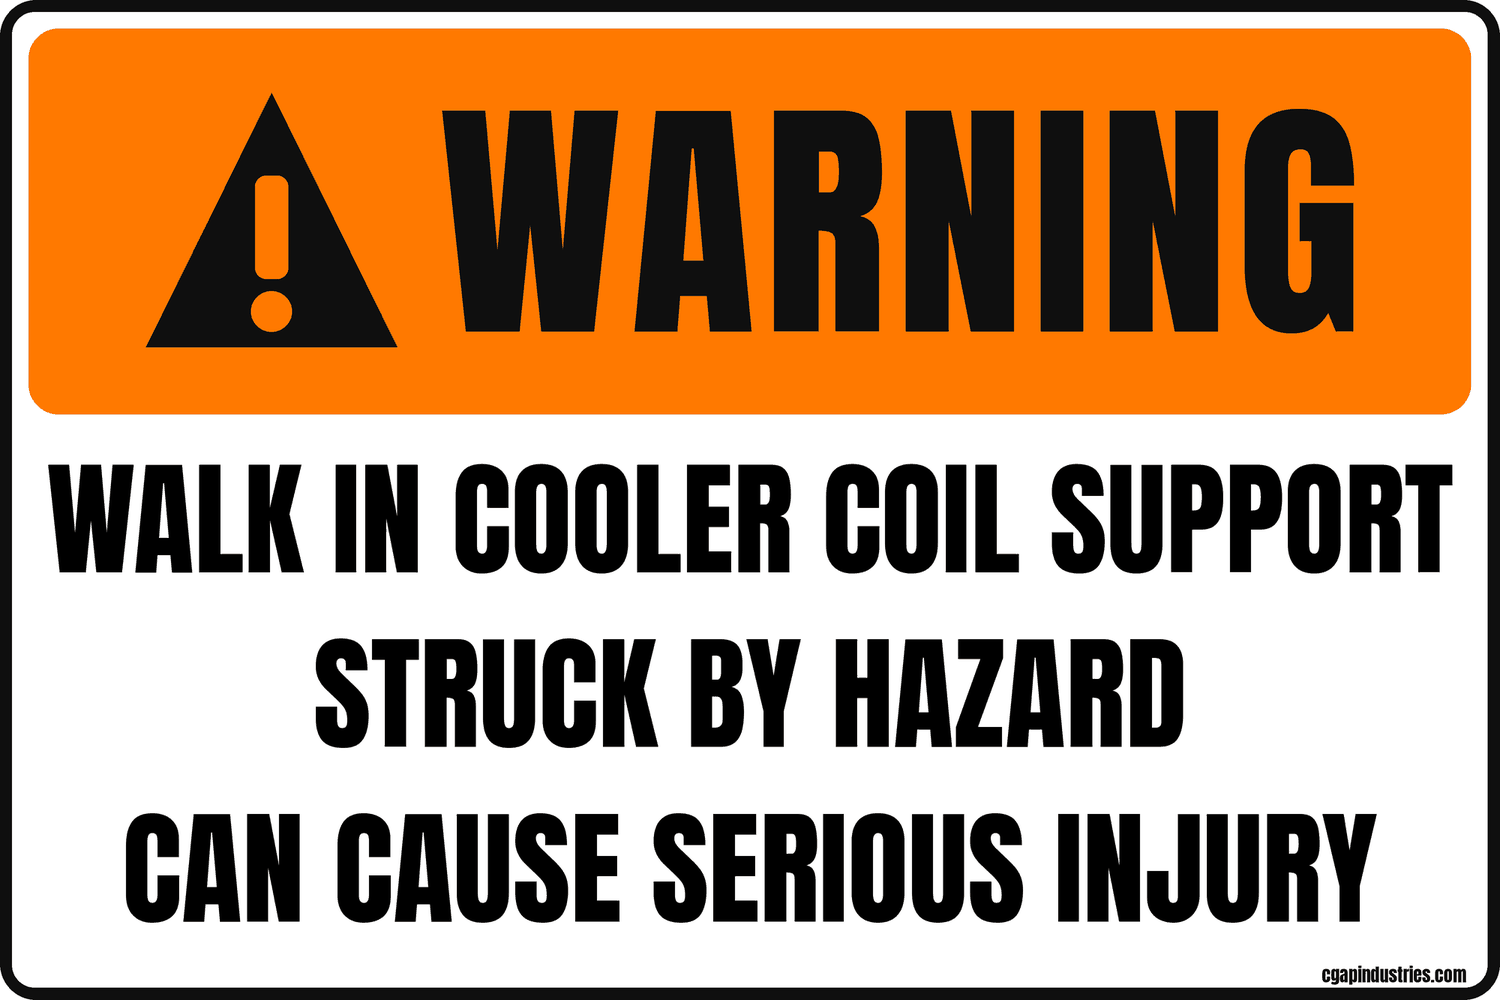 WARNING
WALK IN COOLER COIL SUPPORT
STRUCK BY HAZARD
CAN CAUSE SERIOUS INJURY
cgapindustries.com